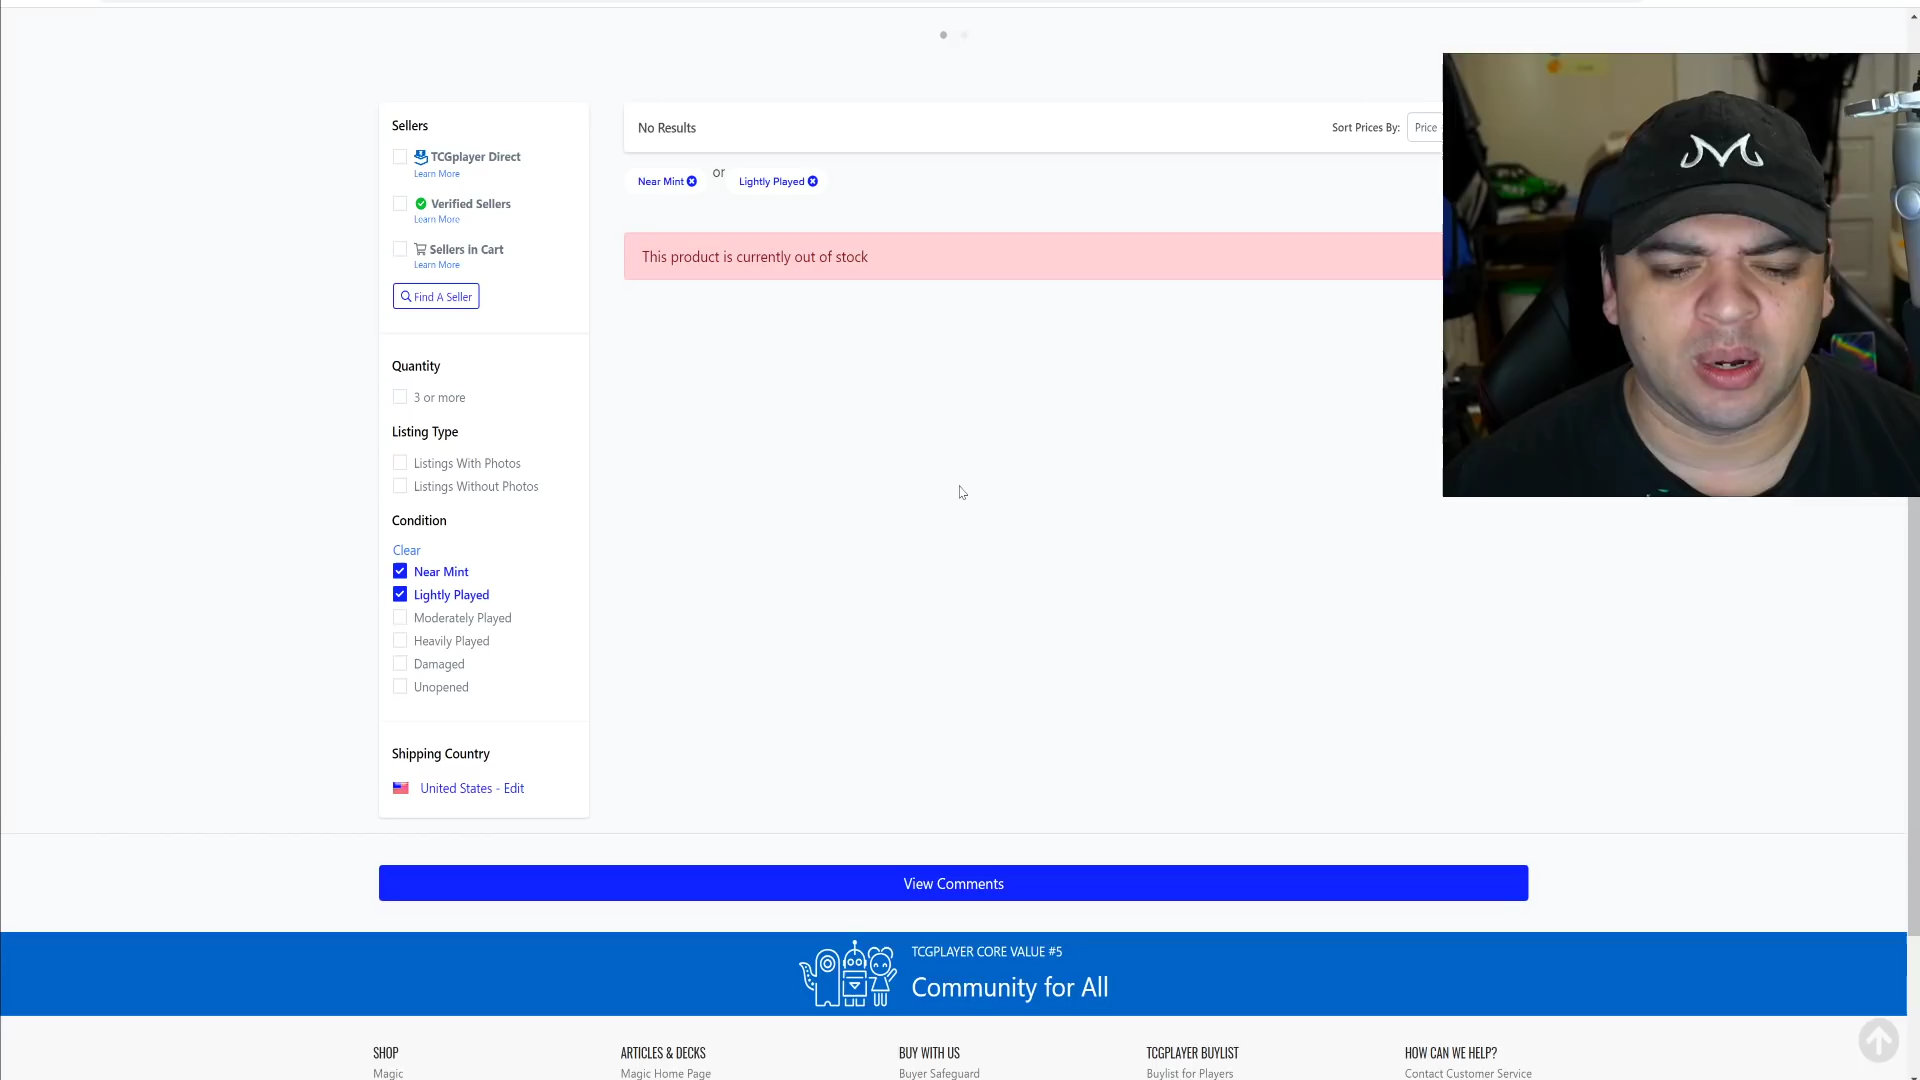 Sellers
TCGplayer Direct
Learn More
Verified Sellers
Learn More
Sellers in Cart
Learn More
Find A Seller
Quantity
3 or more
Listing Type
Listings With Photos
Listings Without Photos
Condition
Clear
Near Mint
Lightly Played
Moderately Played
Heavily Played
Damaged
Unopened
Shipping Country
United States - Edit
No Results
Sort Prices By: Price
Near Mint or Lightly Played
This product is currently out of stock
View Comments
TCGPLAYER CORE VALUE #5
Community for All
SHOP
Magic
ARTICLES & DECKS
Magic Home Page
BUY WITH US
Buyer Safeguard
TCGPLAYER BUYLIST
Buylist for Players
HOW CAN WE HELP?
Contact Customer Service